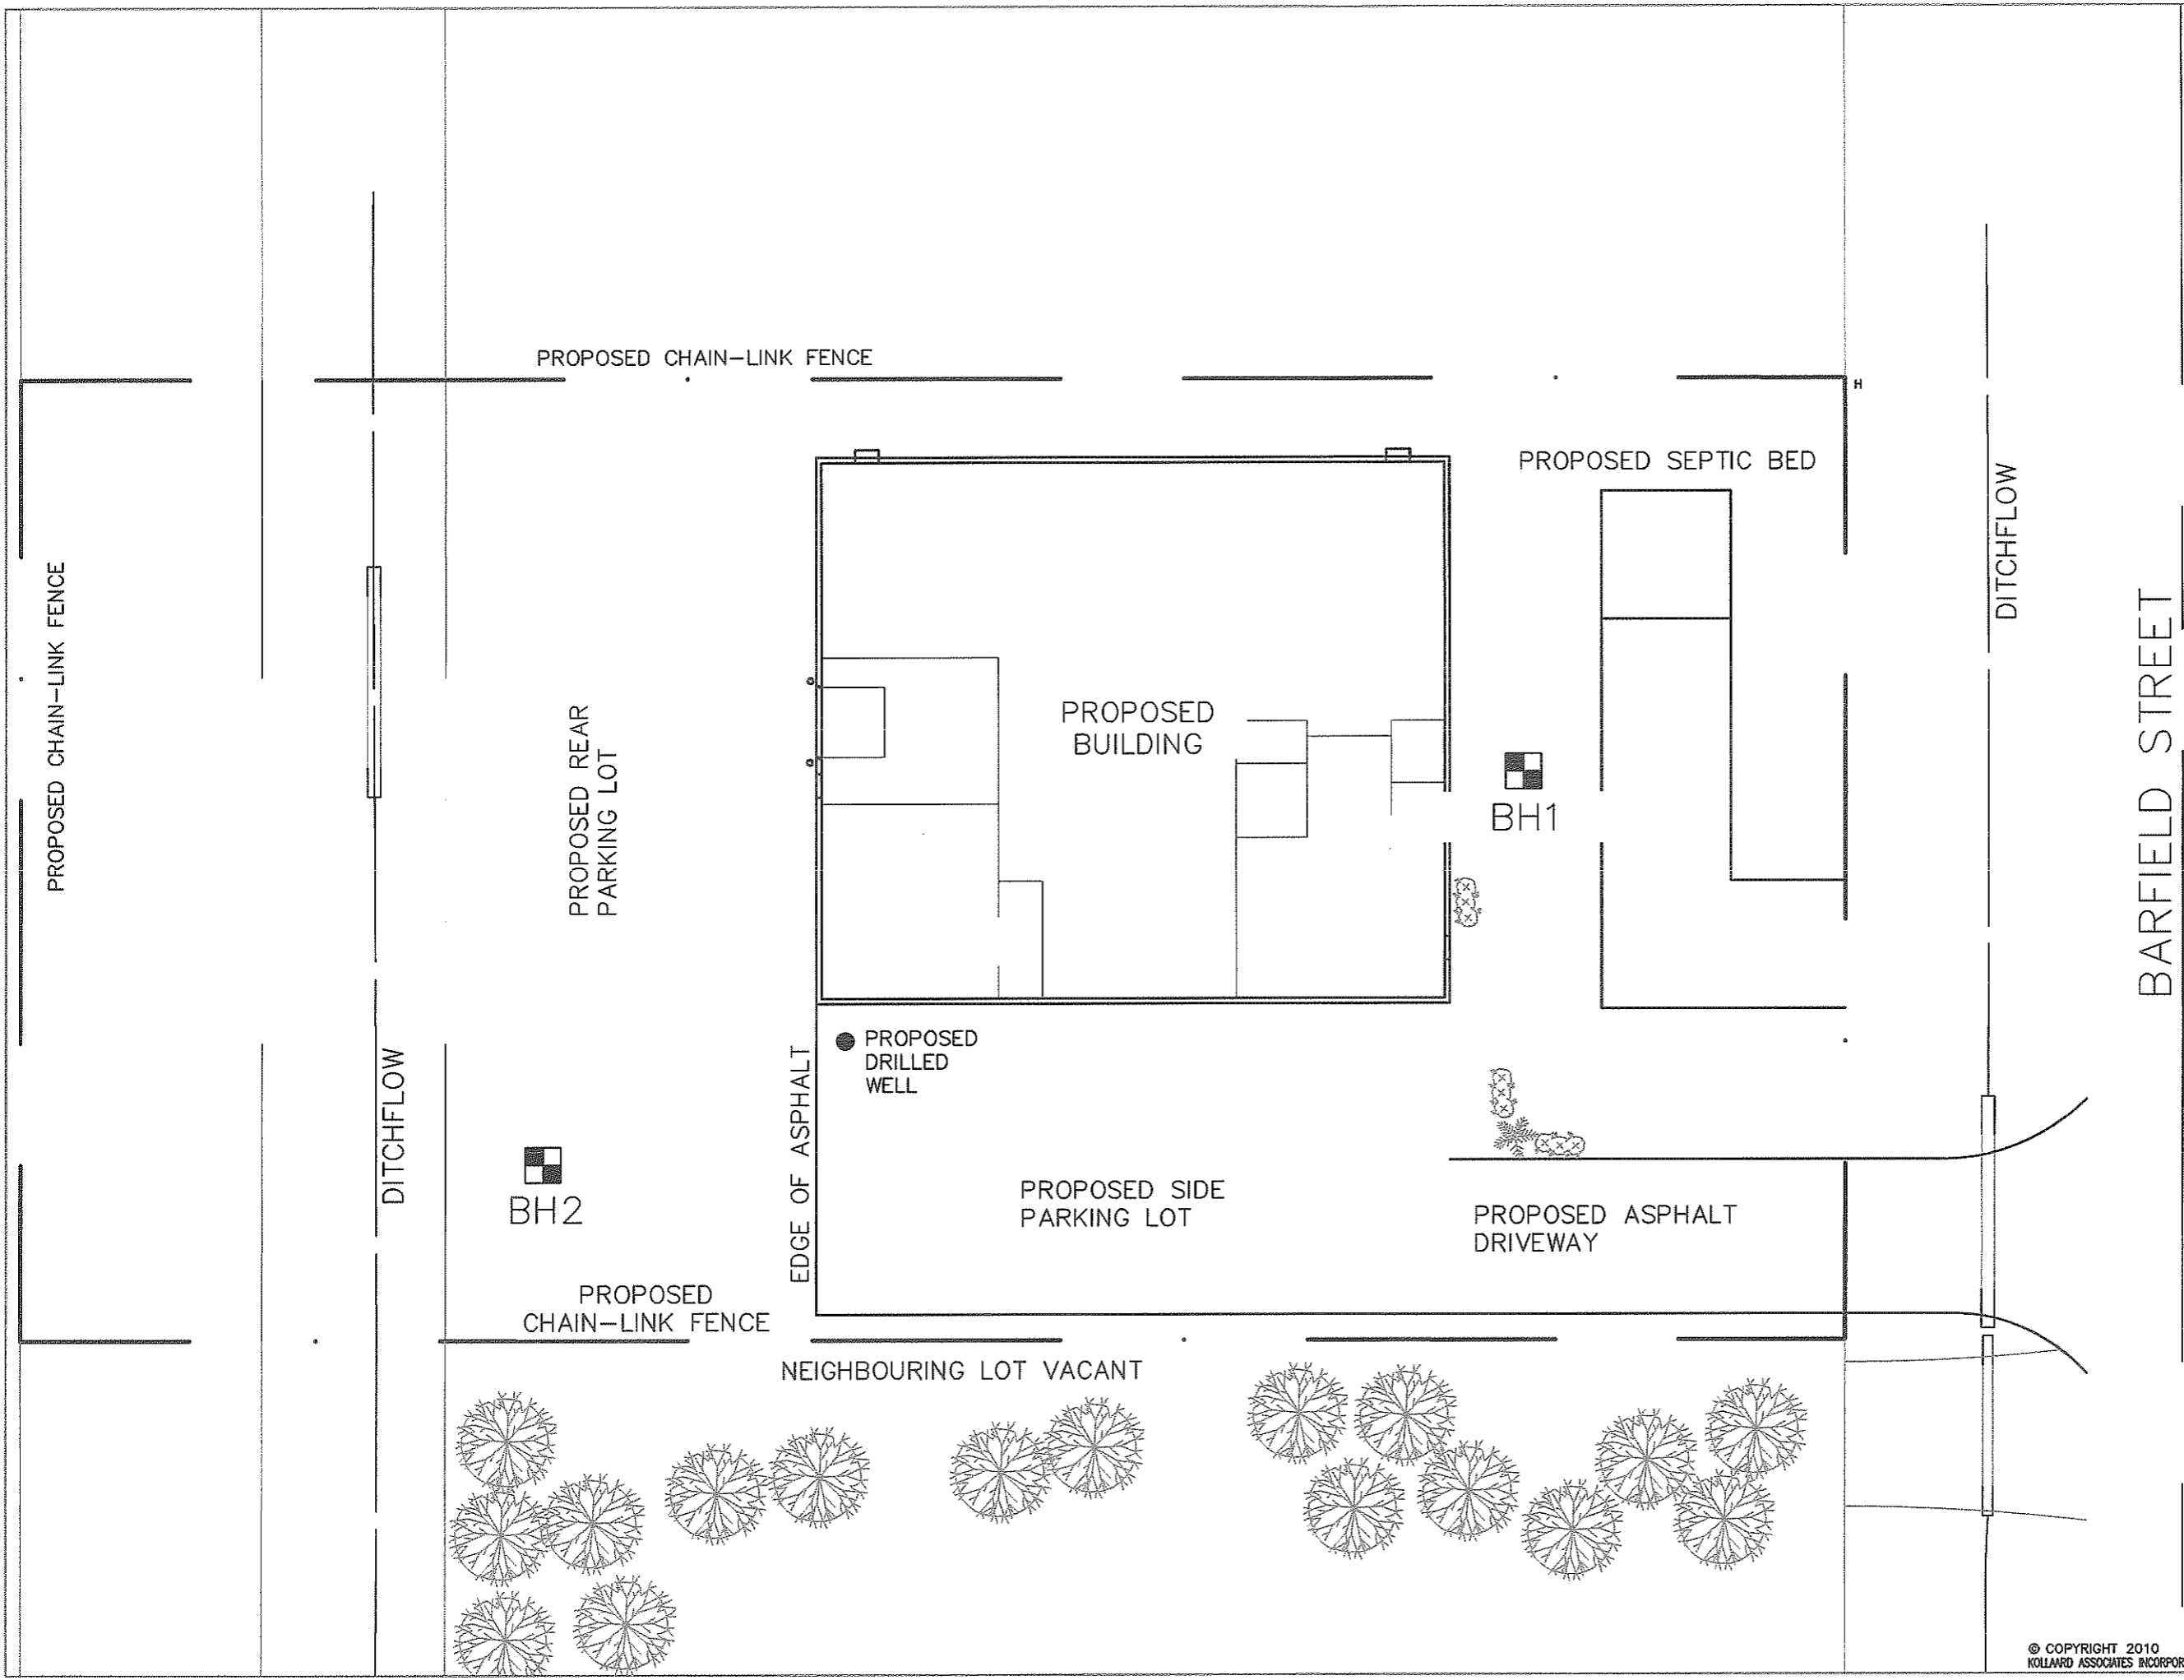 PROPOSED CHAIN-LINK FENCE
H
PROPOSED SEPTIC BED
DITCHFLOW
PROPOSED CHAIN-LINK FENCE
BARFIELD STREET
PROPOSED REAR
PARKING LOT
PROPOSED
BUILDING
BH1
PROPOSED
DRILLED
WELL
EDGE OF ASPHALT
DITCHFLOW
BH2
PROPOSED SIDE
PARKING LOT
PROPOSED ASPHALT
DRIVEWAY
PROPOSED
CHAIN-LINK FENCE
NEIGHBOURING LOT VACANT
© COPYRIGHT 2010
KOLLAARD ASSOCIATES INCORPOR